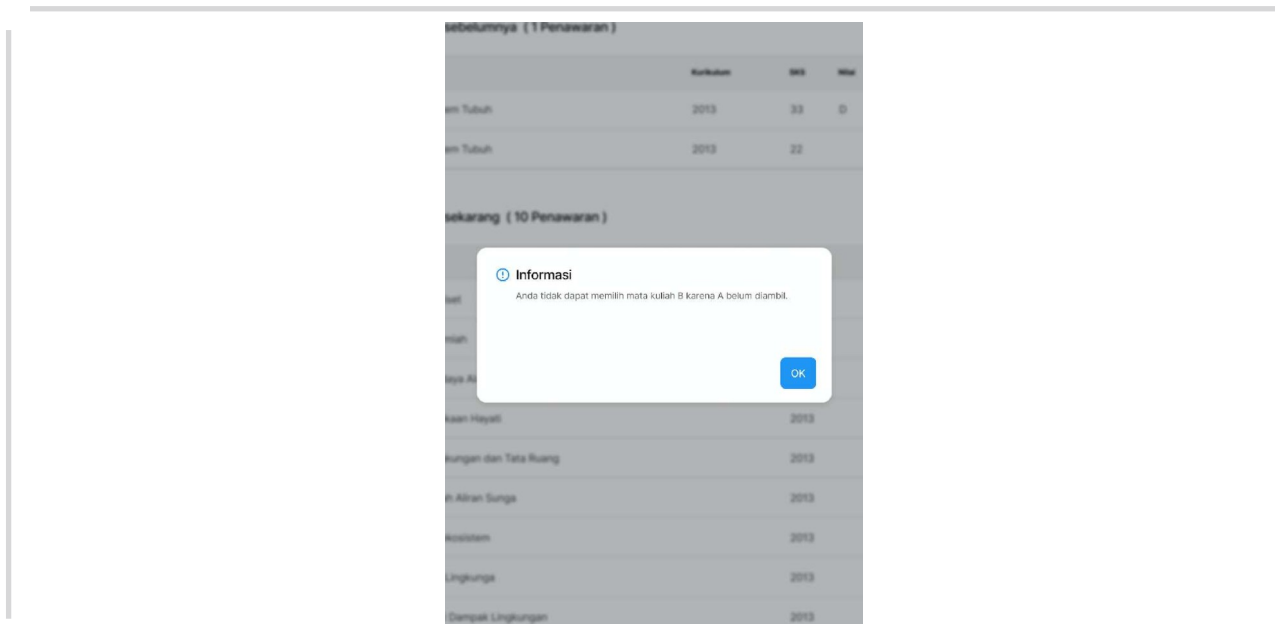 sebelumnya ( 1 Penawaran )
Kurikulum SKS Nilai
em Tubuh 2013 33 D
em Tubuh 2013 22
sekarang ( 10 Penawaran )
Informasi
Anda tidak dapat memilih mata kuliah B karena A belum diambil.
OK
kaan Hayati 2013
kungan dan Tata Ruang 2013
h Aliran Sunga 2013
kosistem 2013
Lingkunga 2013
Dampak Lingkungan 2013